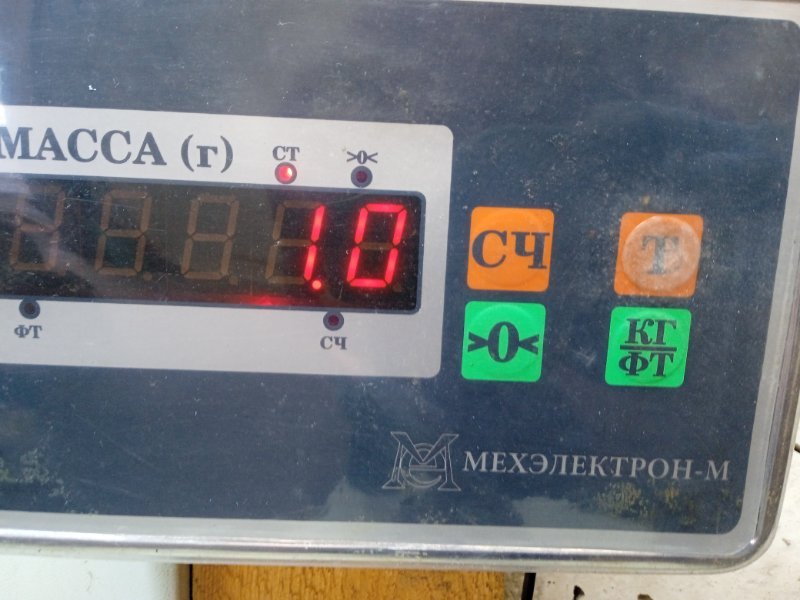 МАССА (г)
СТ >0<
1.0
ФТ СЧ
СЧ Т
>0< КГ
ФТ
МЕХЭЛЕКТРОН-М